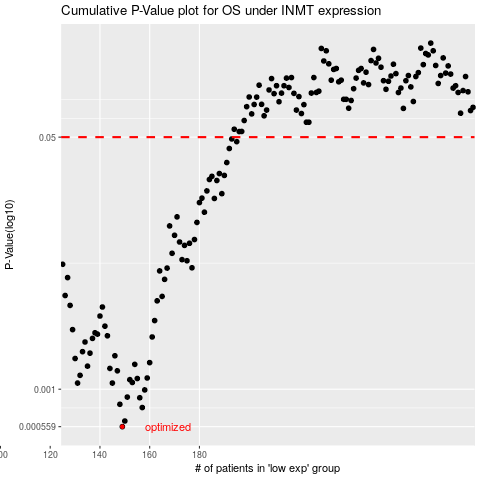 Cumulative P-Value plot for OS under INMT expression
P-Value(log10)
0.05
0.001
0.000559
optimized
00 120 140 160 180
# of patients in 'low exp' group